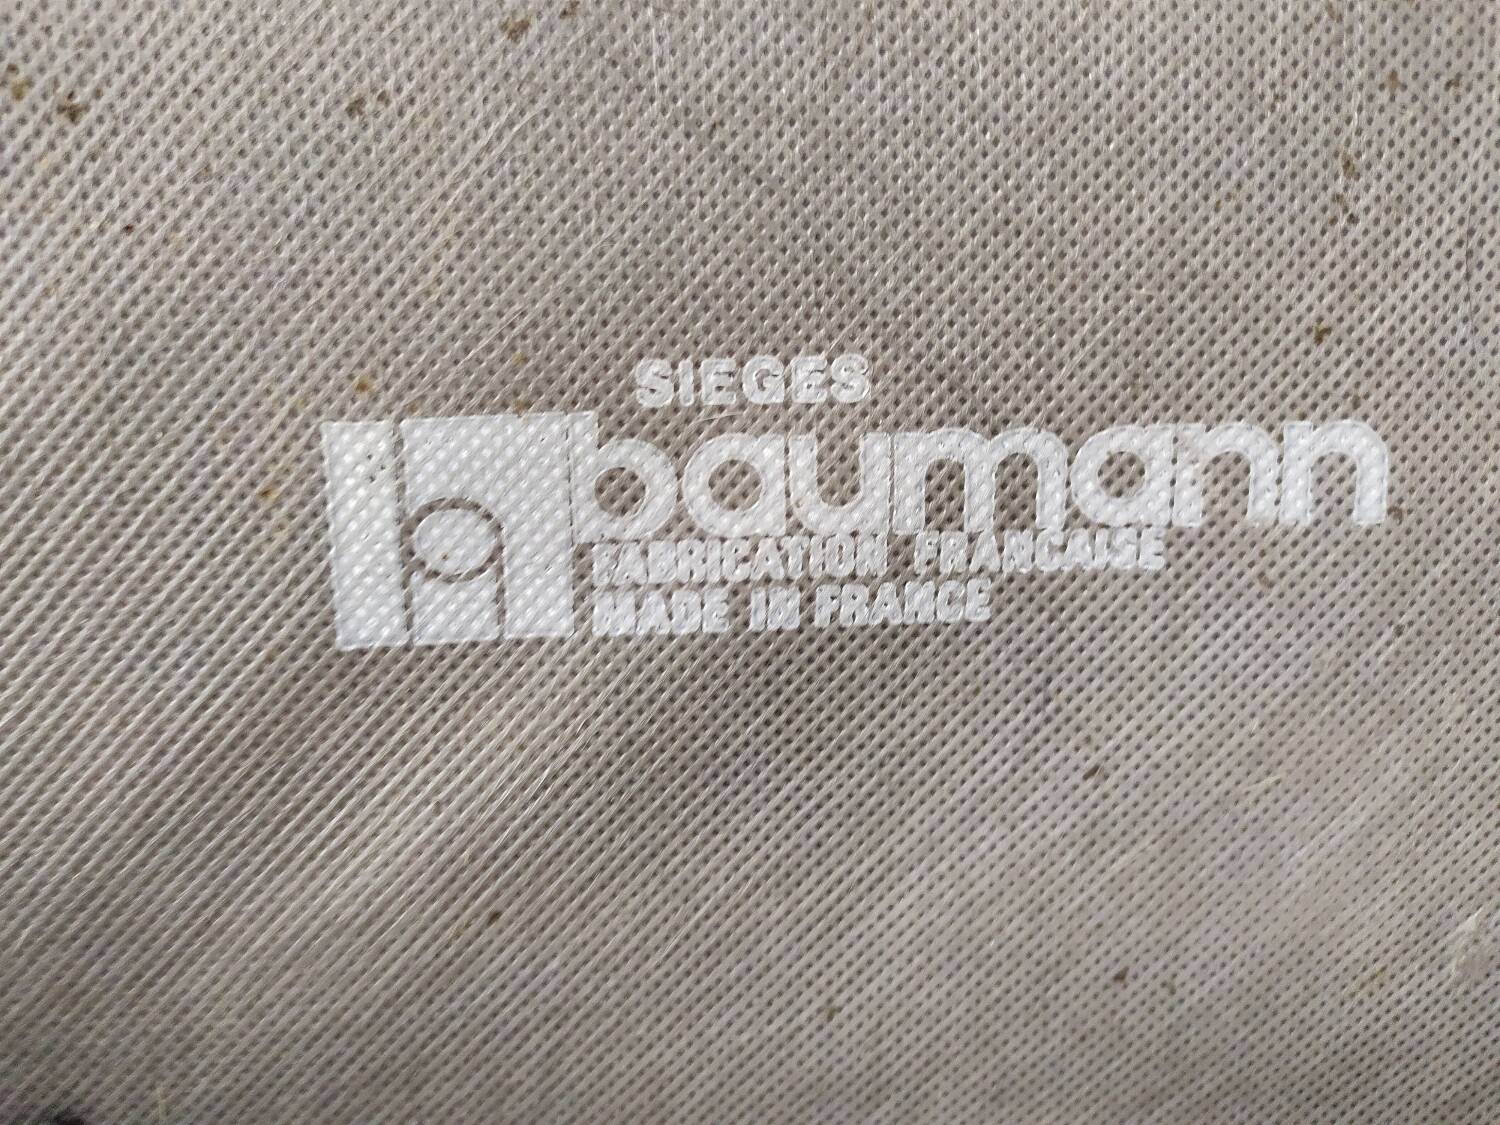 SIEGES
baumann
FABRICATION FRANCAISE
MADE IN FRANCE